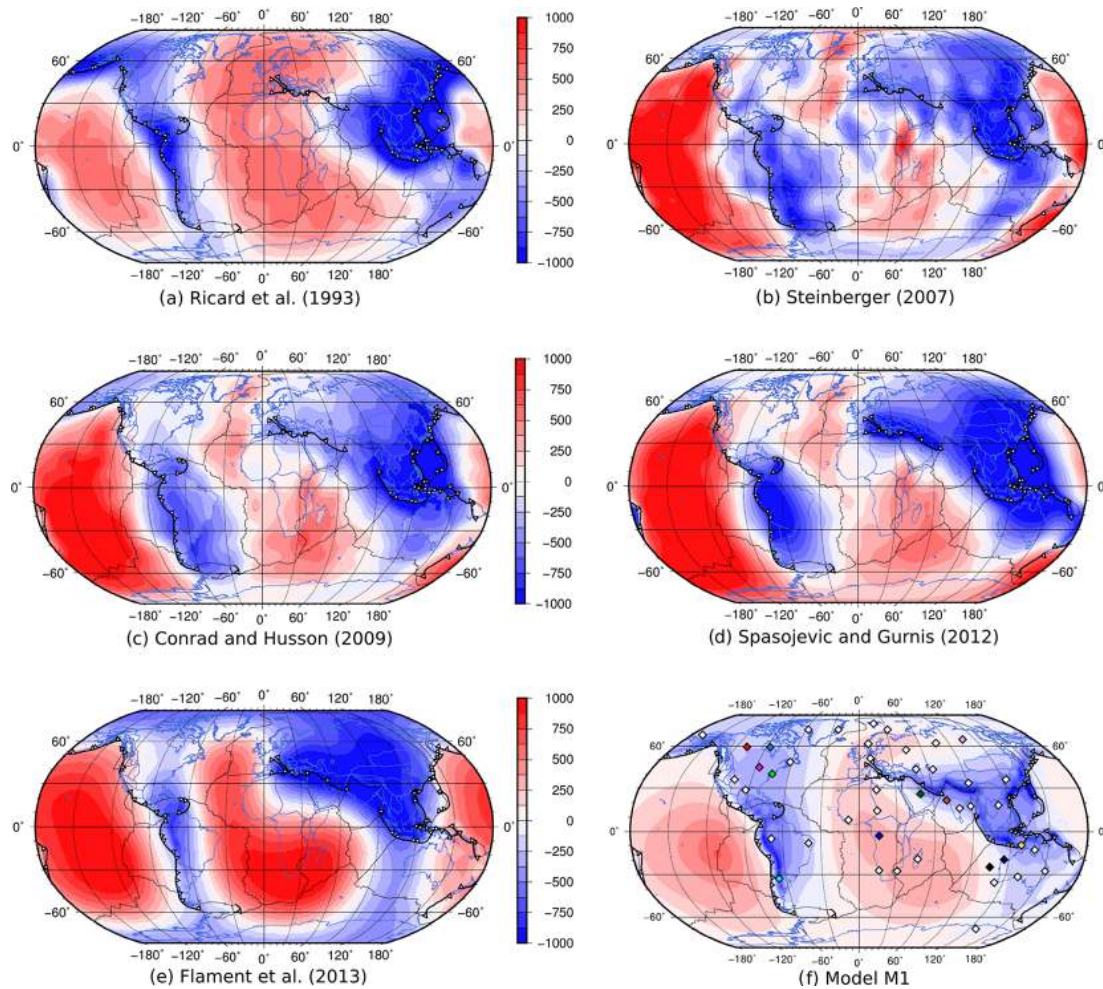 −180˚ −120˚ −60˚ 0˚ 60˚ 120˚ 180˚
60˚ 60˚
0˚
−60˚ −60˚
−180˚ −120˚ −60˚ 0˚ 60˚ 120˚ 180˚
(a) Ricard et al. (1993)
1000
750
500
250
0
−250
−500
−750
−1000
−180˚ −120˚ −60˚ 0˚ 60˚ 120˚ 180˚
60˚ 60˚
0˚ 0˚
−60˚ −60˚
−180˚ −120˚ −60˚ 0˚ 60˚ 120˚ 180˚
(b) Steinberger (2007)
−180˚ −120˚ −60˚ 0˚ 60˚ 120˚ 180˚
60˚ 60˚
0˚
−60˚ −60˚
−180˚ −120˚ −60˚ 0˚ 60˚ 120˚ 180˚
(c) Conrad and Husson (2009)
1000
750
500
250
0
−250
−500
−750
−1000
−180˚ −120˚ −60˚ 0˚ 60˚ 120˚ 180˚
60˚ 60˚
0˚ 0˚
−60˚ −60˚
−180˚ −120˚ −60˚ 0˚ 60˚ 120˚ 180˚
(d) Spasojevic and Gurnis (2012)
−180˚ −120˚ −60˚ 0˚ 60˚ 120˚ 180˚
60˚ 60˚
0˚
−60˚ −60˚
−180˚ −120˚ −60˚ 0˚ 60˚ 120˚ 180˚
(e) Flament et al. (2013)
1000
750
500
250
0
−250
−500
−750
−1000
−180˚ −120˚ −60˚ 0˚ 60˚ 120˚ 180˚
60˚ 60˚
0˚ 0˚
−60˚ −60˚
−180˚ −120˚ −60˚ 0˚ 60˚ 120˚ 180˚
(f) Model M1